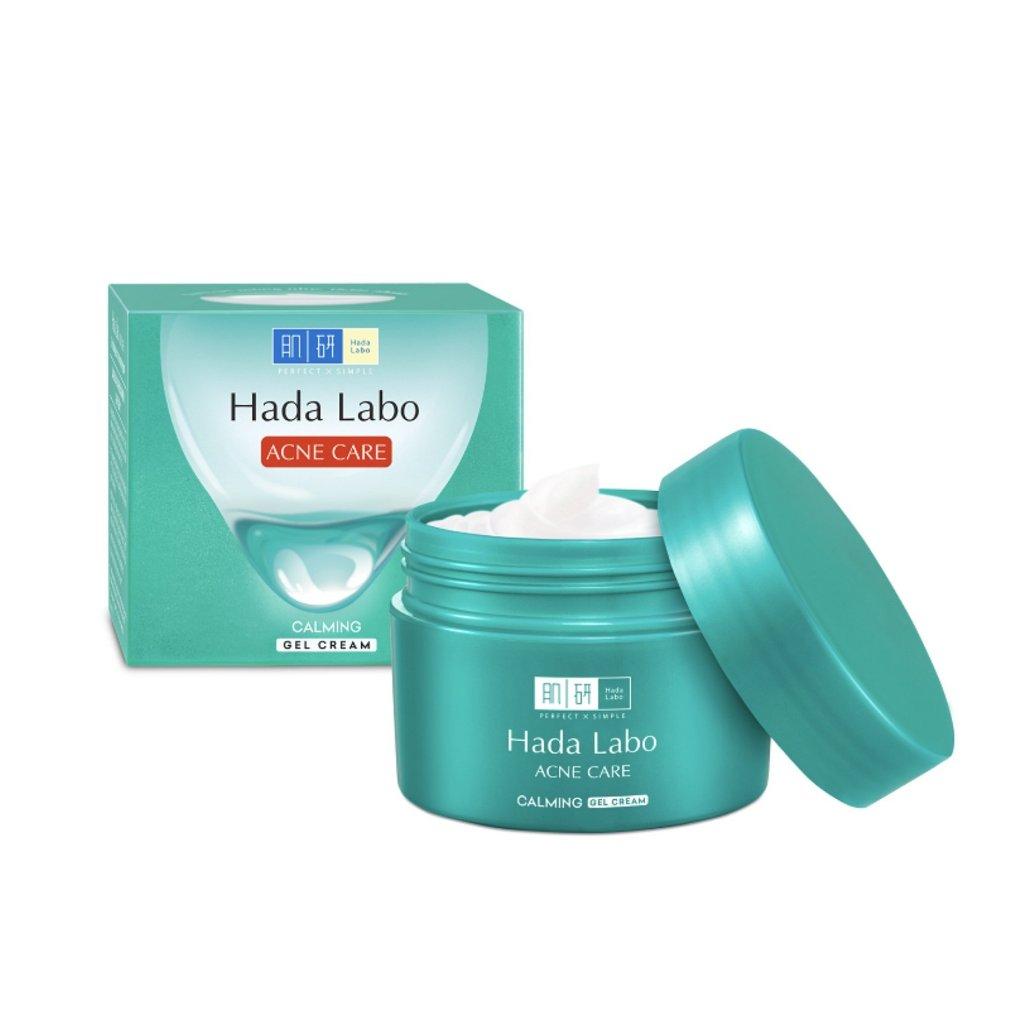 肌研 Hada Labo
PERFECT X SIMPLE
Hada Labo
ACNE CARE
CALMING
GEL CREAM
肌研 Hada Labo
PERFECT X SIMPLE
Hada Labo
ACNE CARE
CALMING GEL CREAM